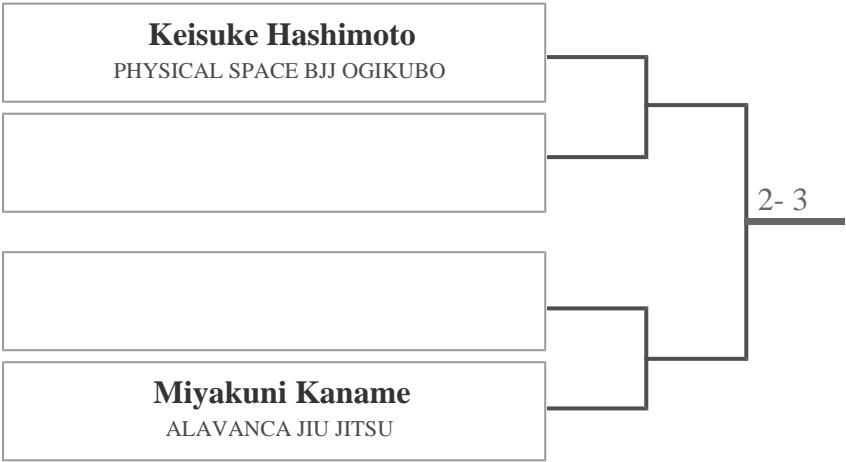 Keisuke Hashimoto
PHYSICAL SPACE BJJ OGIKUBO
2- 3
Miyakuni Kaname
ALAVANCA JIU JITSU